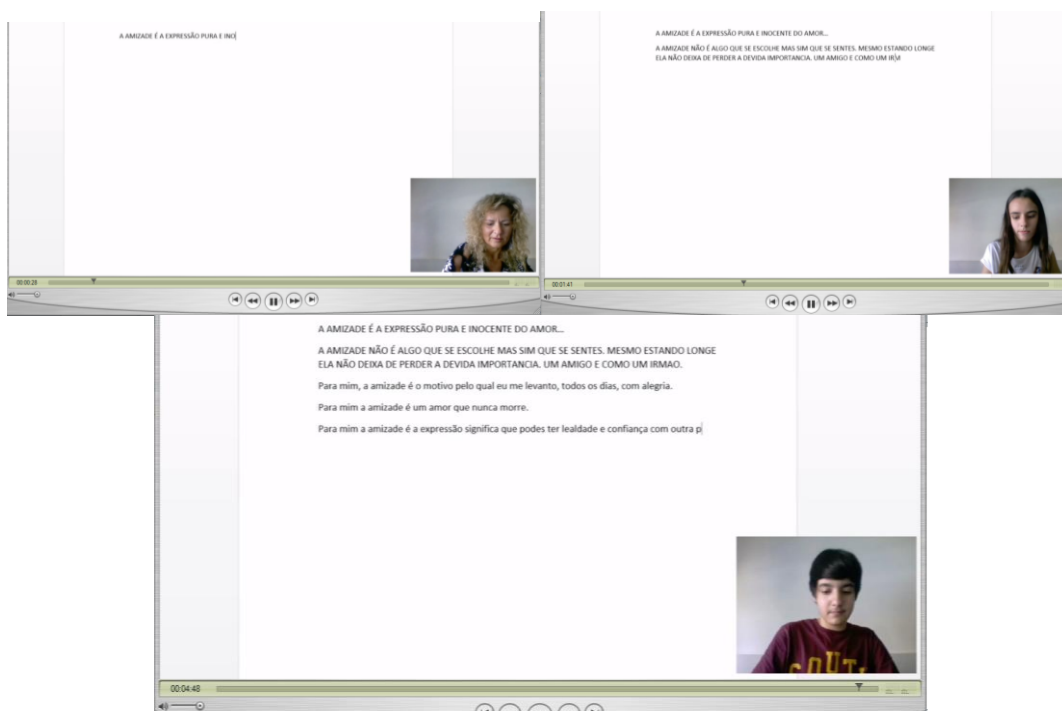 A AMIZADE É A EXPRESSÃO PURA E INO
00:00:28
A AMIZADE É A EXPRESSÃO PURA E INOCENTE DO AMOR...
A AMIZADE NÃO É ALGO QUE SE ESCOLHE MAS SIM QUE SE SENTES. MESMO ESTANDO LONGE
ELA NÃO DEIXA DE PERDER A DEVIDA IMPORTANCIA. UM AMIGO E COMO UM IRM
00:01:41
A AMIZADE É A EXPRESSÃO PURA E INOCENTE DO AMOR...
A AMIZADE NÃO É ALGO QUE SE ESCOLHE MAS SIM QUE SE SENTES. MESMO ESTANDO LONGE
ELA NÃO DEIXA DE PERDER A DEVIDA IMPORTANCIA. UM AMIGO E COMO UM IRMAO.
Para mim, a amizade é o motivo pelo qual eu me levanto, todos os dias, com alegria.
Para mim a amizade é um amor que nunca morre.
Para mim a amizade é a expressão significa que podes ter lealdade e confiança com outra p
00:04:48